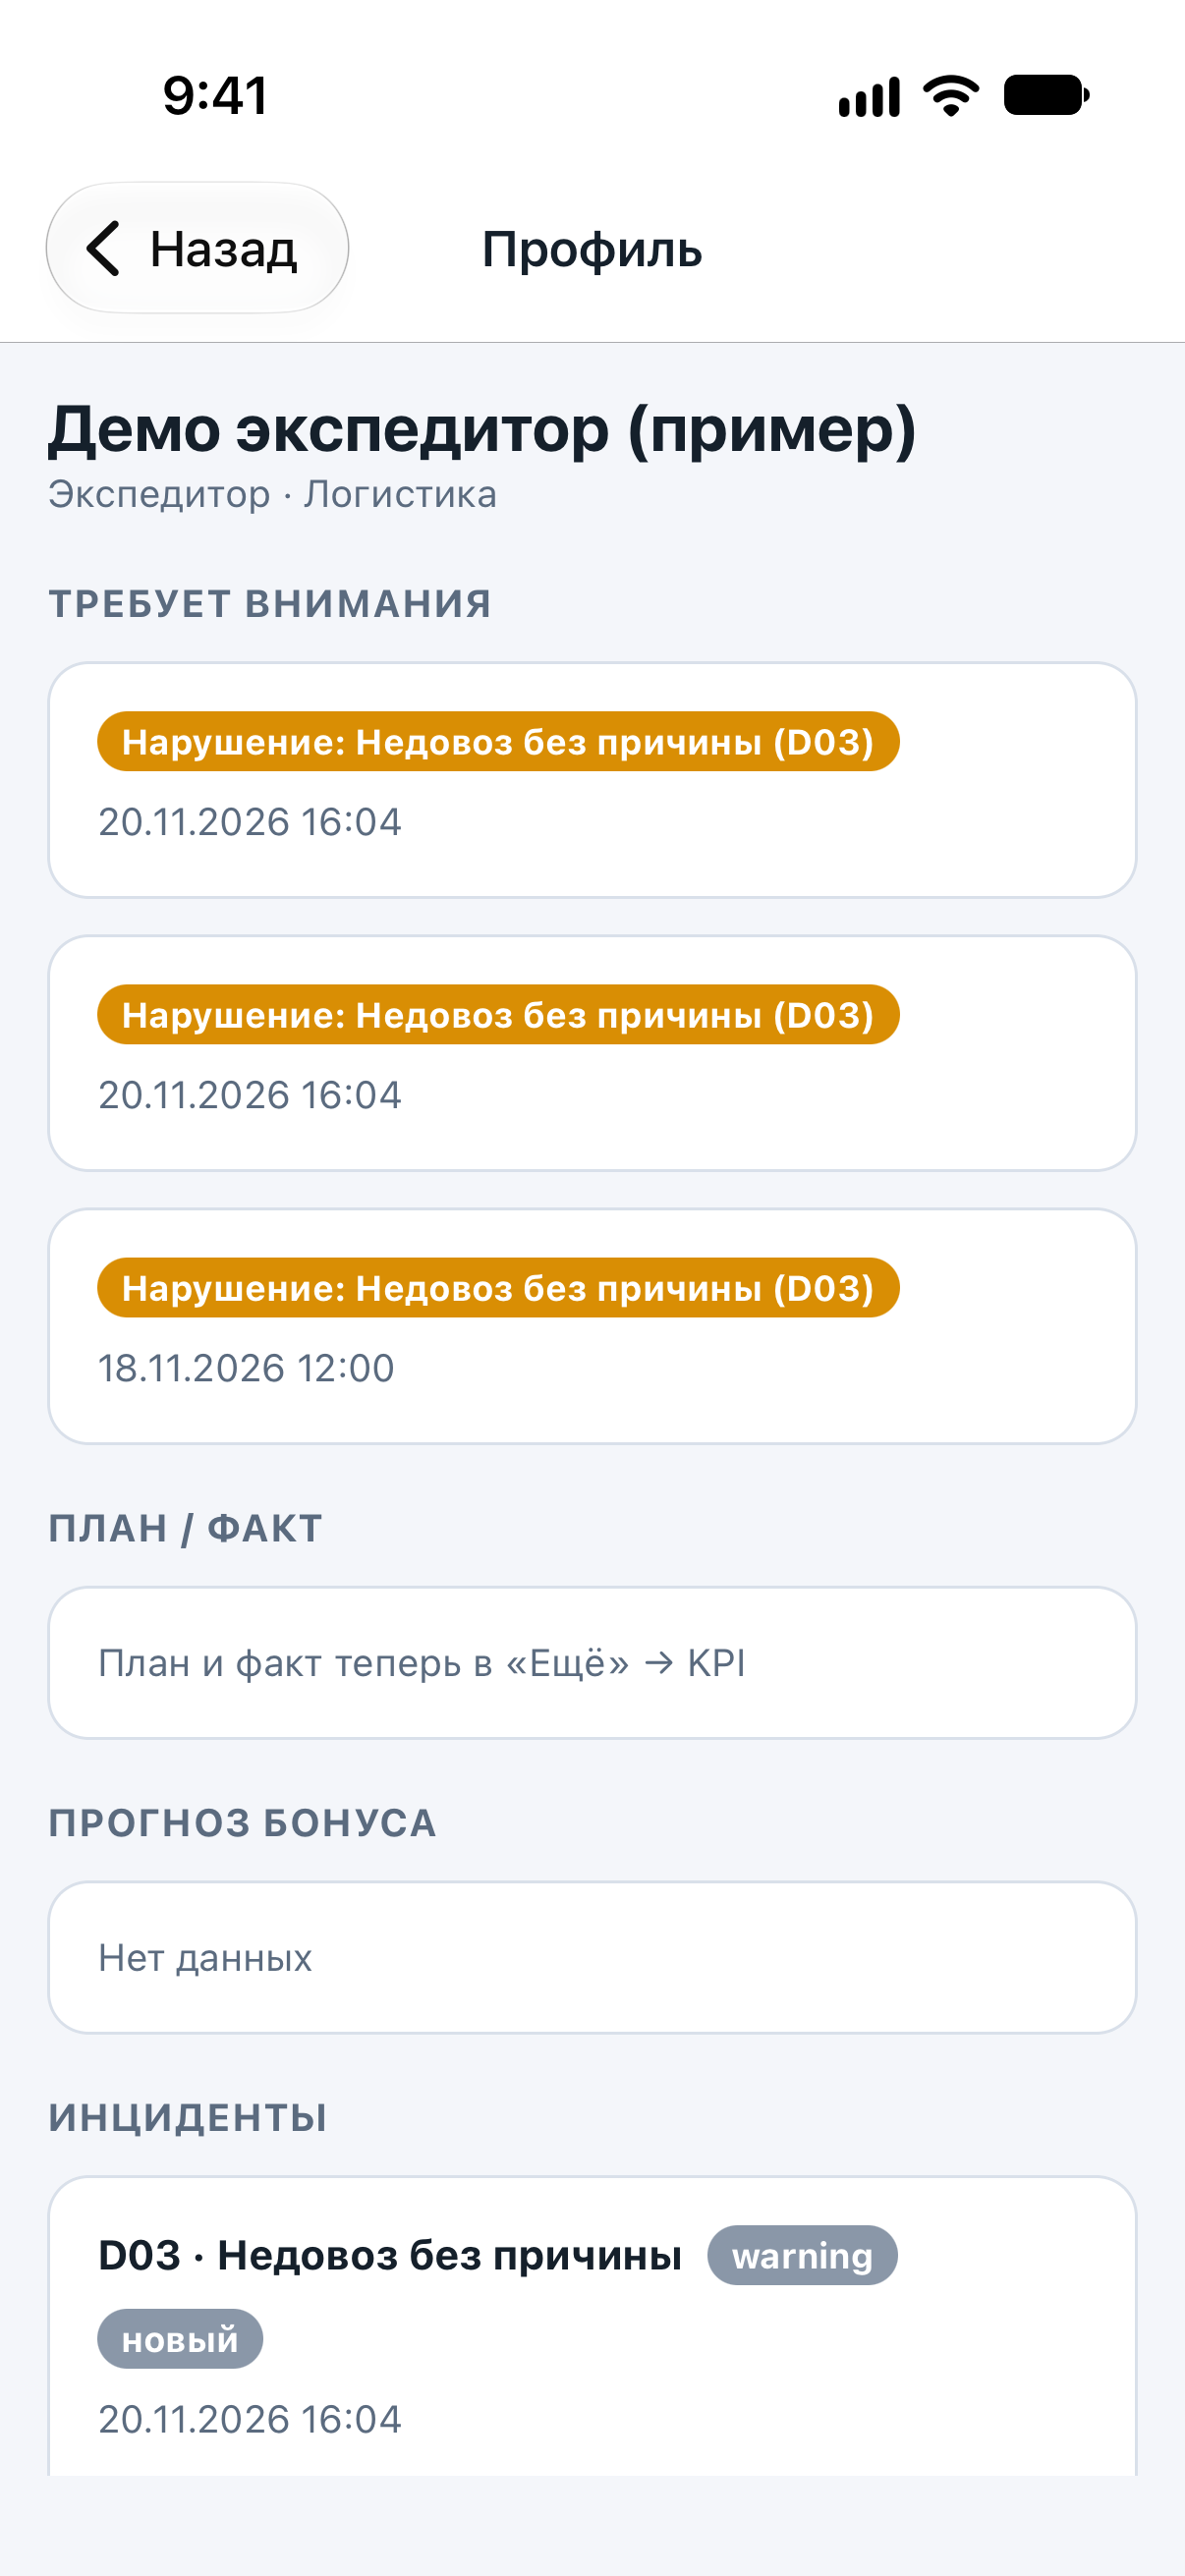 9:41
Назад
Профиль
Демо экспедитор (пример)
Экспедитор · Логистика
ТРЕБУЕТ ВНИМАНИЯ
Нарушение: Недовоз без причины (D03)
20.11.2026 16:04
Нарушение: Недовоз без причины (D03)
20.11.2026 16:04
Нарушение: Недовоз без причины (D03)
18.11.2026 12:00
ПЛАН / ФАКТ
План и факт теперь в «Ещё» → KPI
ПРОГНОЗ БОНУСА
Нет данных
ИНЦИДЕНТЫ
D03 · Недовоз без причины warning
новый
20.11.2026 16:04